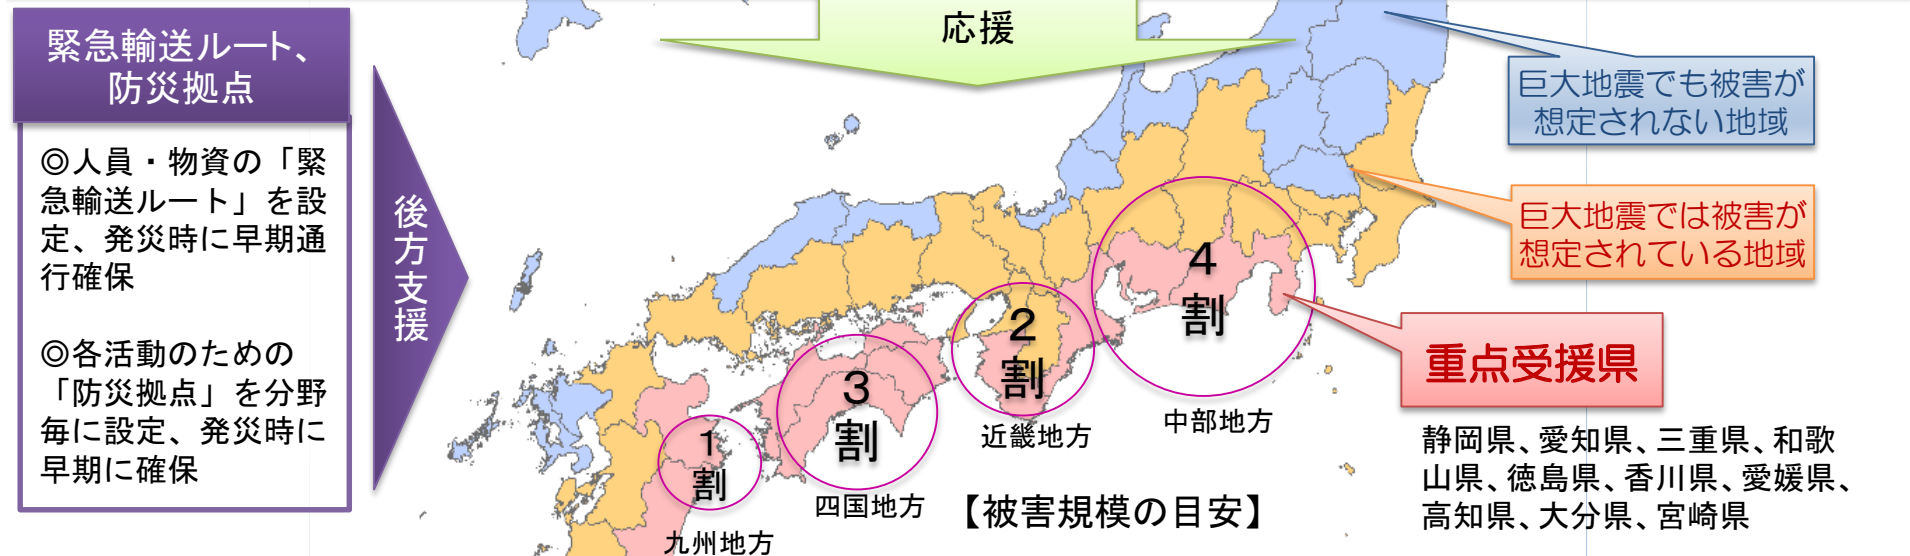 緊急輸送ルート、
防災拠点
◎人員・物資の「緊
急輸送ルート」を設
定、発災時に早期通
行確保
◎各活動のための
「防災拠点」を分野
毎に設定、発災時に
早期に確保
後方支援
応援
巨大地震でも被害が
想定されない地域
巨大地震では被害が
想定されている地域
重点受援県
静岡県、愛知県、三重県、和歌
山県、徳島県、香川県、愛媛県、
高知県、大分県、宮崎県
4
割
中部地方
2
割
近畿地方
3
割
四国地方
1
割
九州地方
【被害規模の目安】